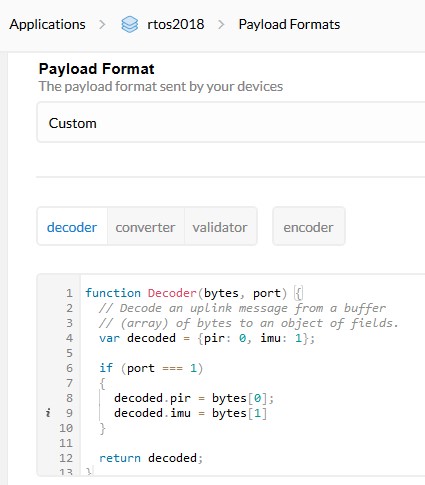 Applications > rtos2018 > Payload Formats
Payload Format
The payload format sent by your devices
Custom
decoder converter validator encoder
1 function Decoder(bytes, port) {
2 // Decode an uplink message from a buffer
3 // (array) of bytes to an object of fields.
4 var decoded = {pir: 0, imu: 1};
5
6 if (port === 1)
7 {
8 decoded.pir = bytes[0];
i 9 decoded.imu = bytes[1]
10 }
11
12 return decoded;
13 }